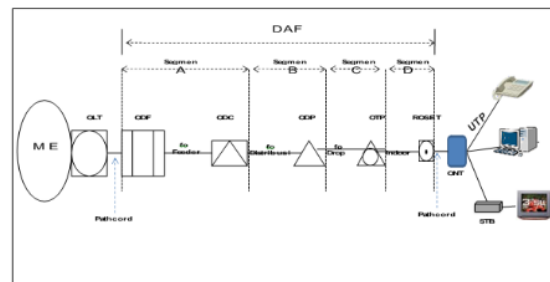 DAF
Segmen A
Segmen B
Segmen C
Segmen D
OLT
ODF
ODC
ODP
OTP
ROSET
UTP
ME
fo Feeder
fo Distribusi
fo Drop
Indoor
ONT
Pathcord
Pathcord
STB